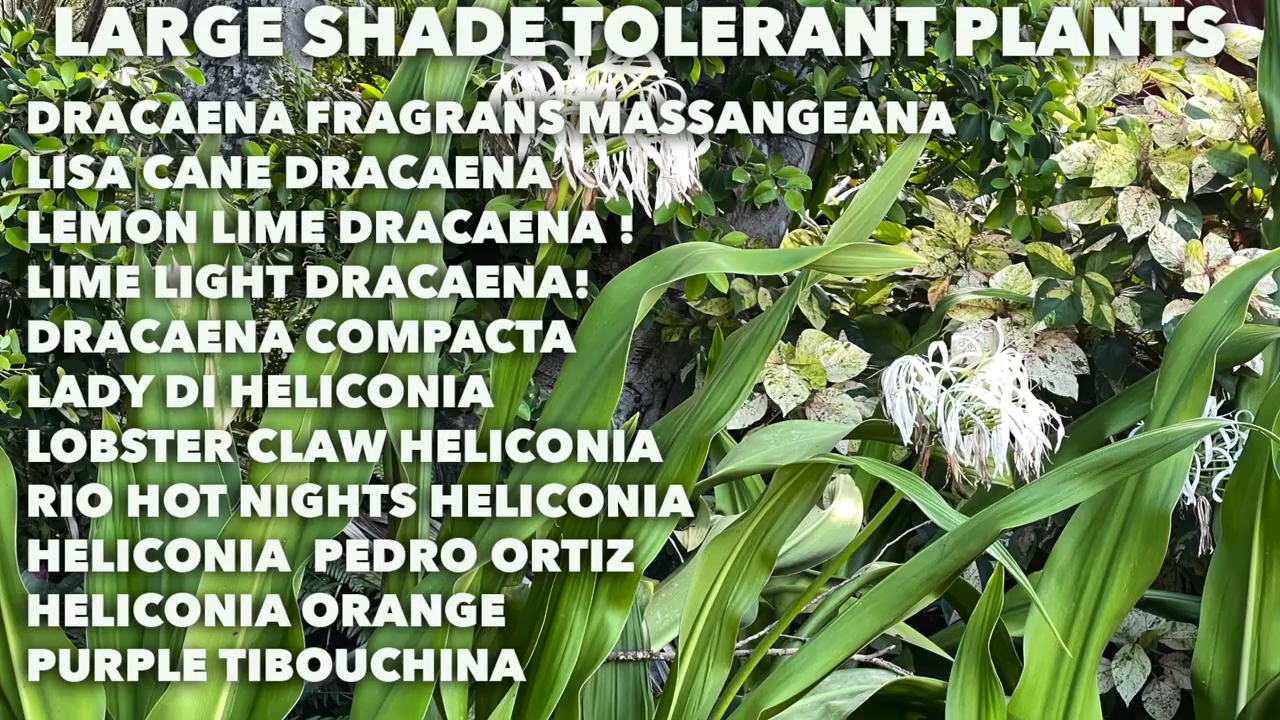 LARGE SHADE TOLERANT PLANTS
DRACAENA FRAGRANS MASSANGEANA
LISA CANE DRACAENA
LEMON LIME DRACAENA !
LIME LIGHT DRACAENA!
DRACAENA COMPACTA
LADY DI HELICONIA
LOBSTER CLAW HELICONIA
RIO HOT NIGHTS HELICONIA
HELICONIA  PEDRO ORTIZ
HELICONIA ORANGE
PURPLE TIBOUCHINA